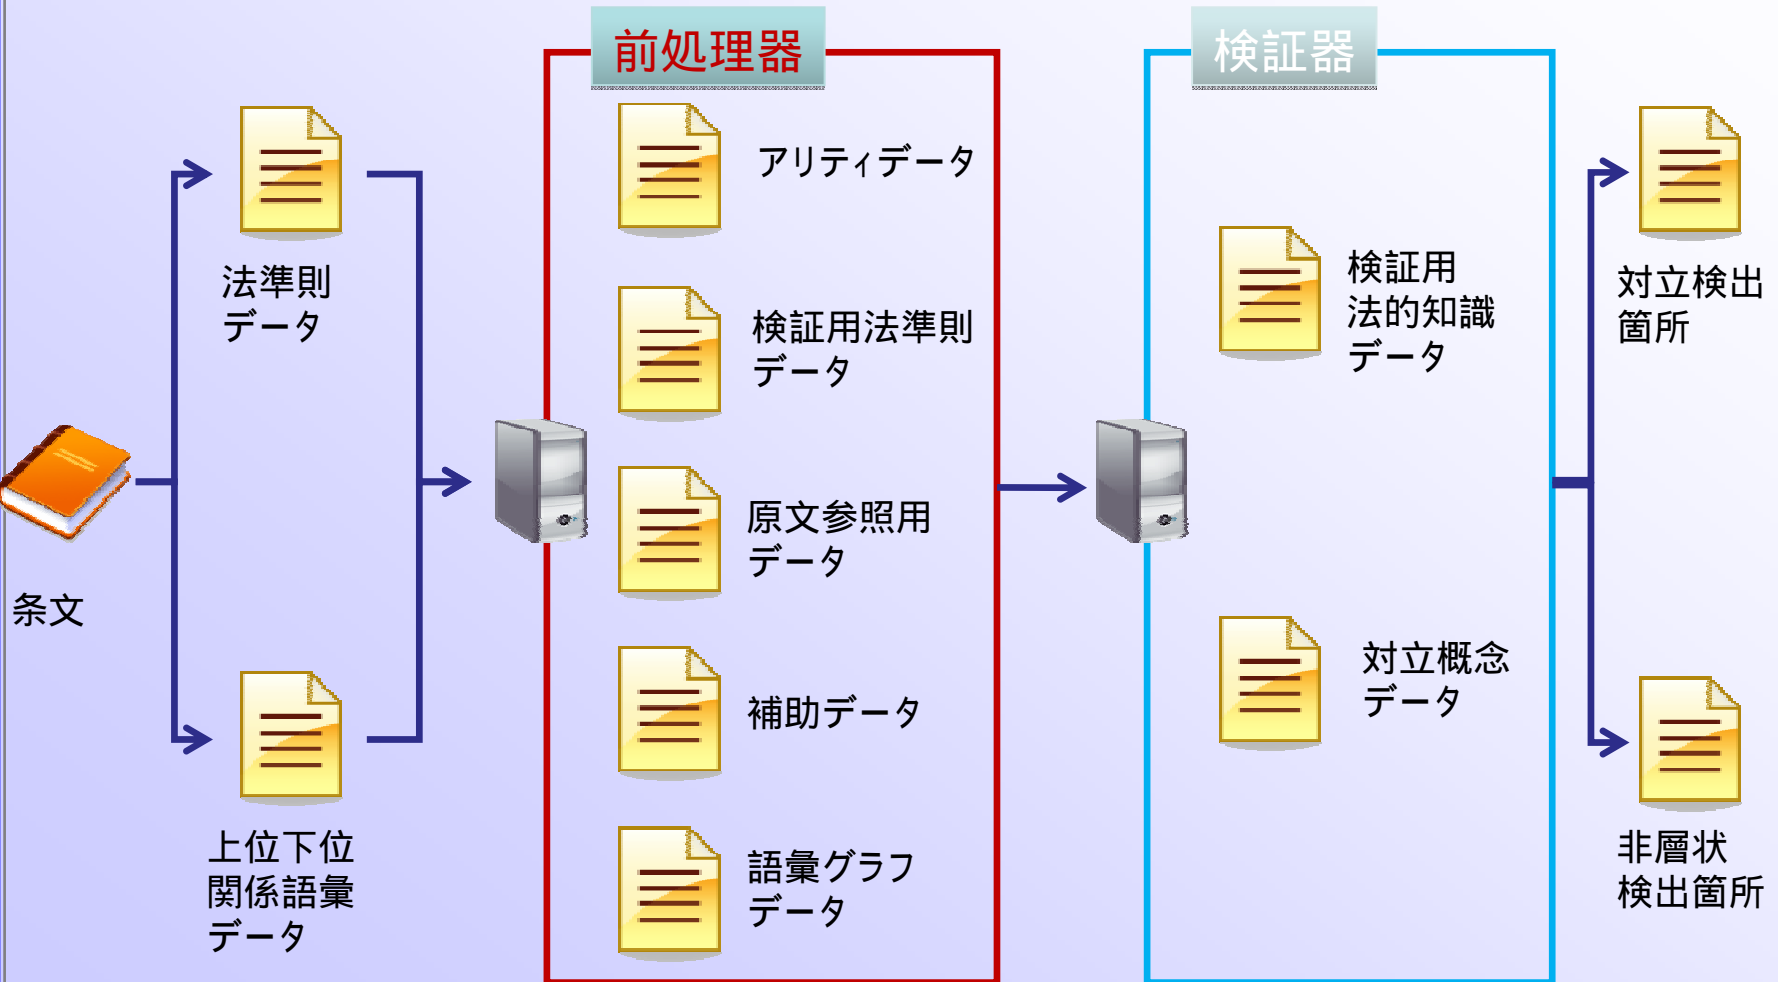 前処理器
検証器
アリティデータ
法準則
データ
検証用法準則
データ
検証用
法的知識
データ
対立検出
箇所
原文参照用
データ
条文
補助データ
対立概念
データ
上位下位
関係語彙
データ
語彙グラフ
データ
非層状
検出箇所